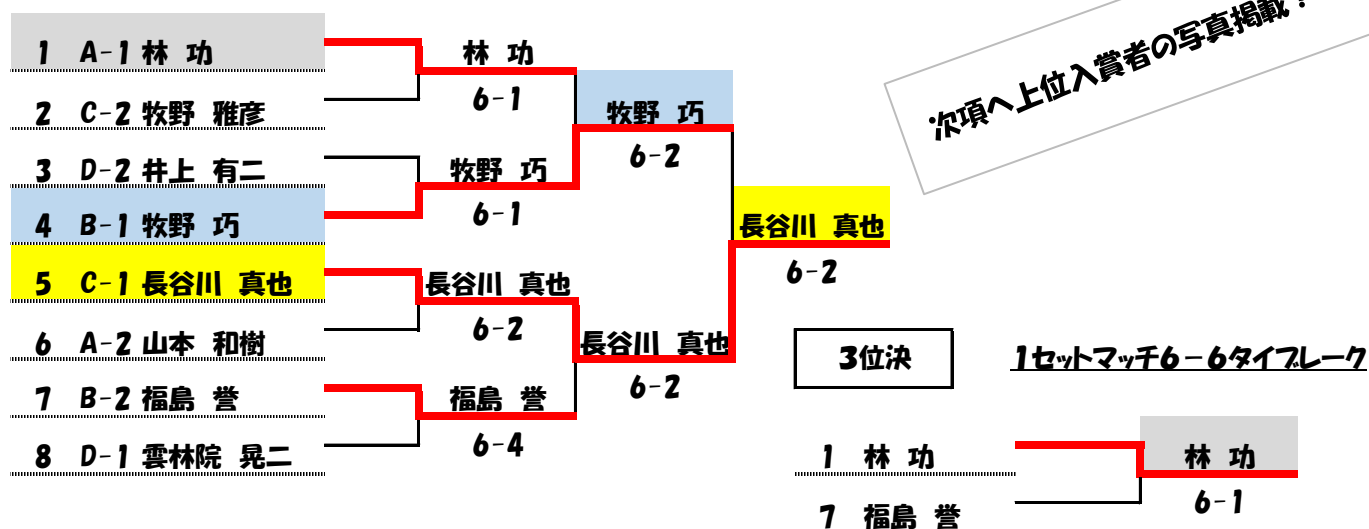 次項へ上位入賞者の写真掲載！
1 A-1 林 功
2 C-2 牧野 雅彦
3 D-2 井上 有二
4 B-1 牧野 巧
5 C-1 長谷川 真也
6 A-2 山本 和樹
7 B-2 福島 誉
8 D-1 雲林院 晃二
林 功
6-1
牧野 巧
6-1
長谷川 真也
6-2
福島 誉
6-4
牧野 巧
6-2
長谷川 真也
6-2
長谷川 真也
6-2
3位決
1セットマッチ6－6タイブレーク
1 林 功
7 福島 誉
林 功
6-1